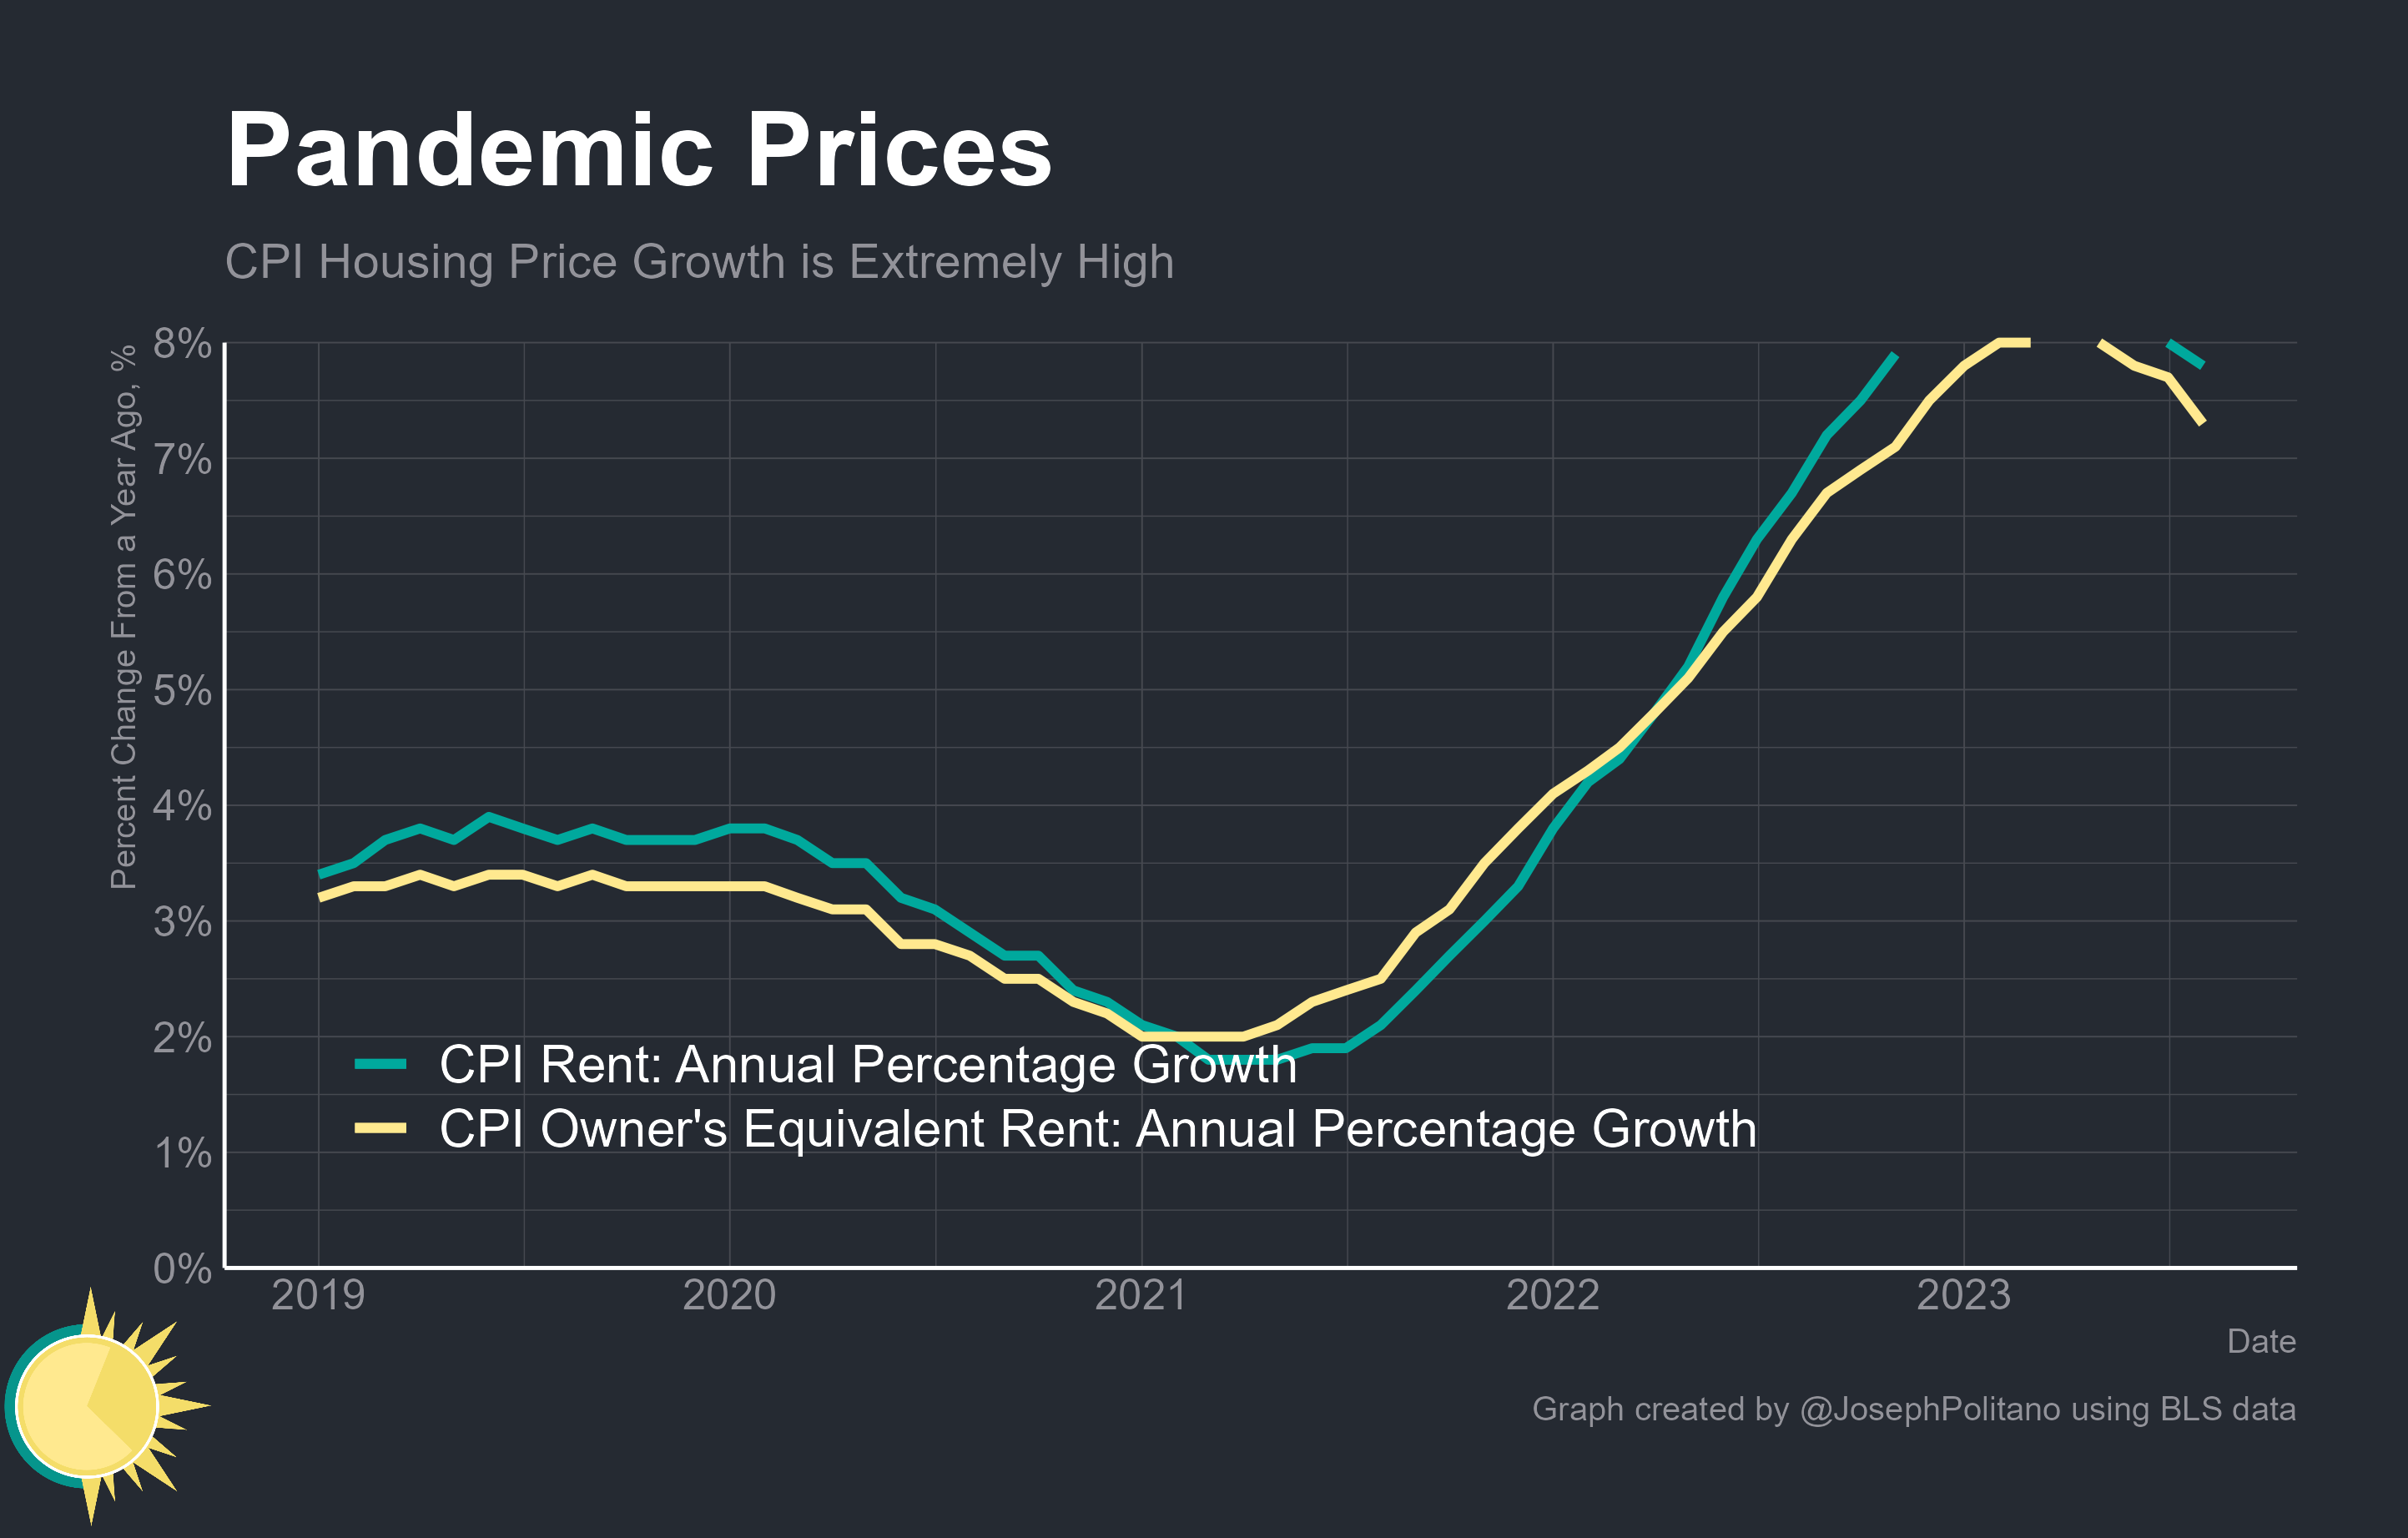 Pandemic Prices
CPI Housing Price Growth is Extremely High
Percent Change From a Year Ago, %
8%
7%
6%
5%
4%
3%
2%
1%
0%
CPI Rent: Annual Percentage Growth
CPI Owner's Equivalent Rent: Annual Percentage Growth
2019 2020 2021 2022 2023
Date
Graph created by @JosephPolitano using BLS data